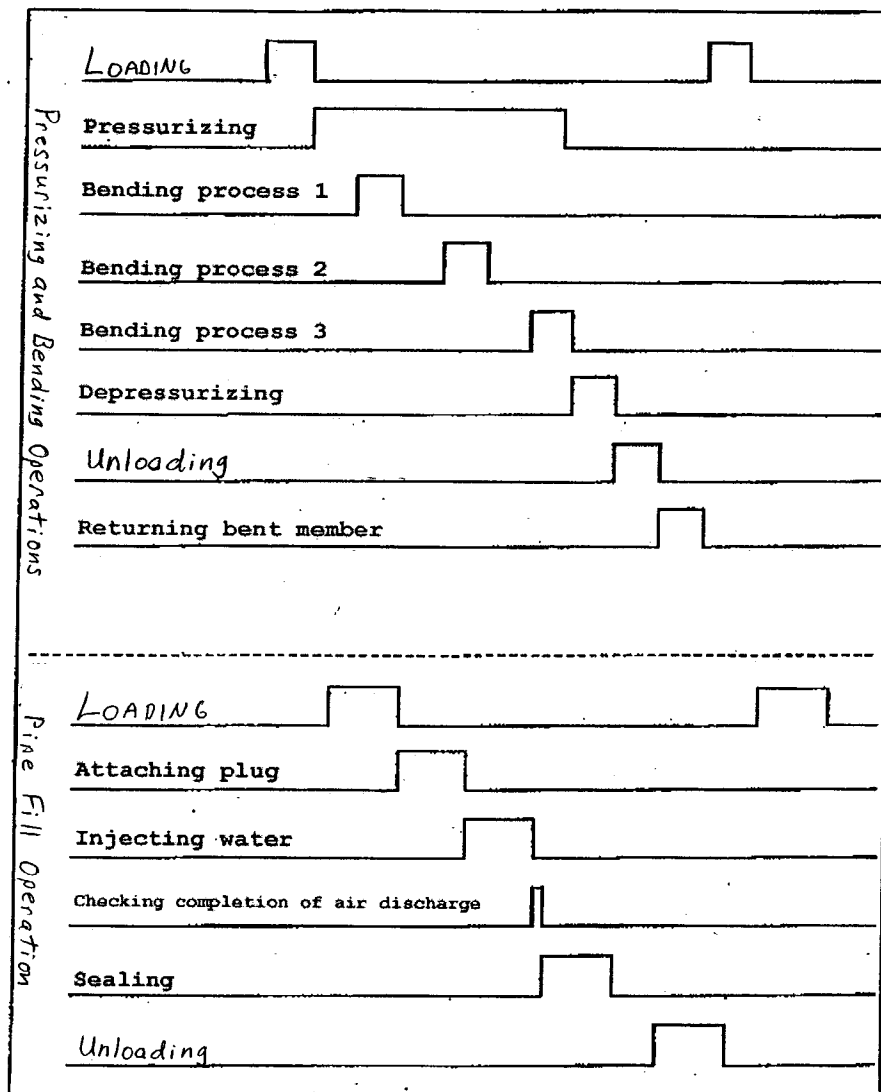 LOADING
Pressurizing
Bending process 1
Bending process 2
Bending process 3
Depressurizing
Unloading
Returning bent member
Pressurizing and Bending Operations
LOADING
Attaching plug
Injecting water
Checking completion of air discharge
Sealing
Unloading
Pipe Fill Operation